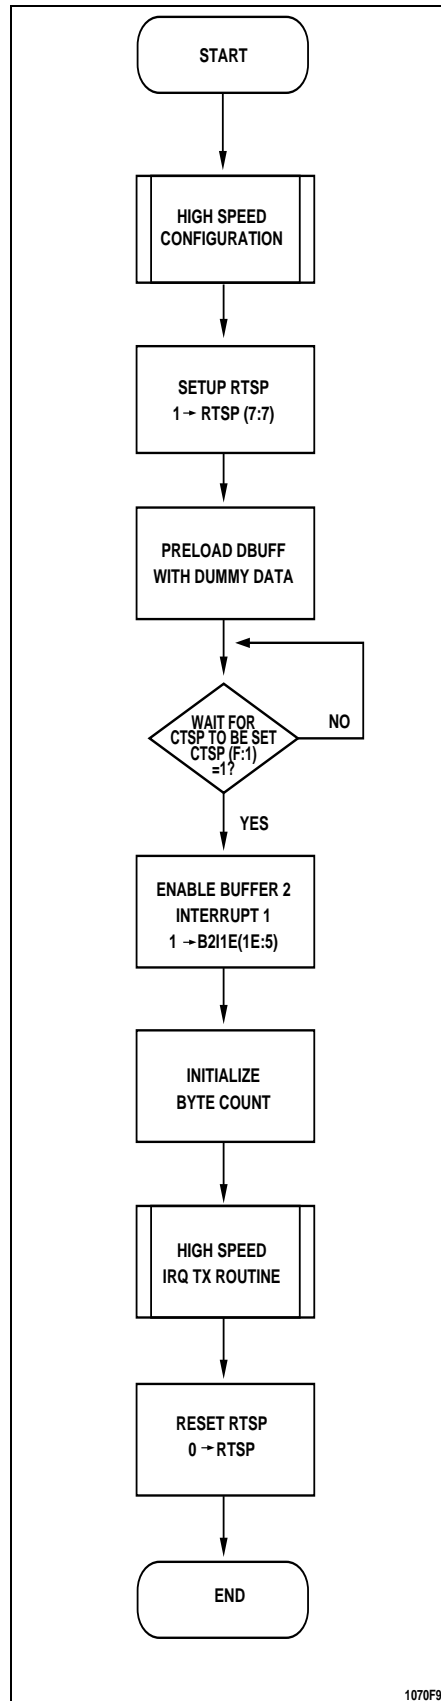 START
HIGH SPEED
CONFIGURATION
SETUP RTSP
1→ RTSP (7:7)
PRELOAD DBUFF
WITH DUMMY DATA
WAIT FOR
CTSP TO BE SET
CTSP (F:1)
=1?
NO
YES
ENABLE BUFFER 2
INTERRUPT 1
1 →B2I1E(1E:5)
INITIALIZE
BYTE COUNT
HIGH SPEED
IRQ TX ROUTINE
RESET RTSP
0 →RTSP
END
1070F9